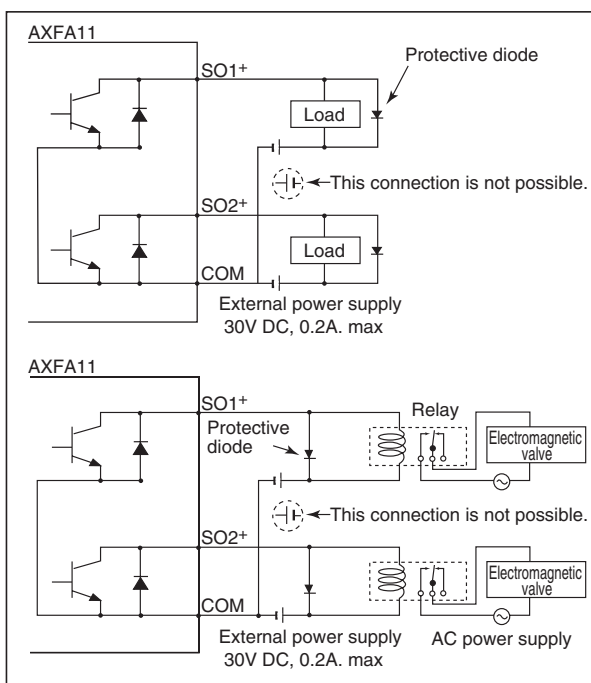 AXFA11
SO1+
Protective diode
Load
This connection is not possible.
SO2+
Load
COM
External power supply
30V DC, 0.2A. max
AXFA11
SO1+
Relay
Protective
diode
Electromagnetic
valve
This connection is not possible.
SO2+
Electromagnetic
valve
COM
External power supply
30V DC, 0.2A. max
AC power supply